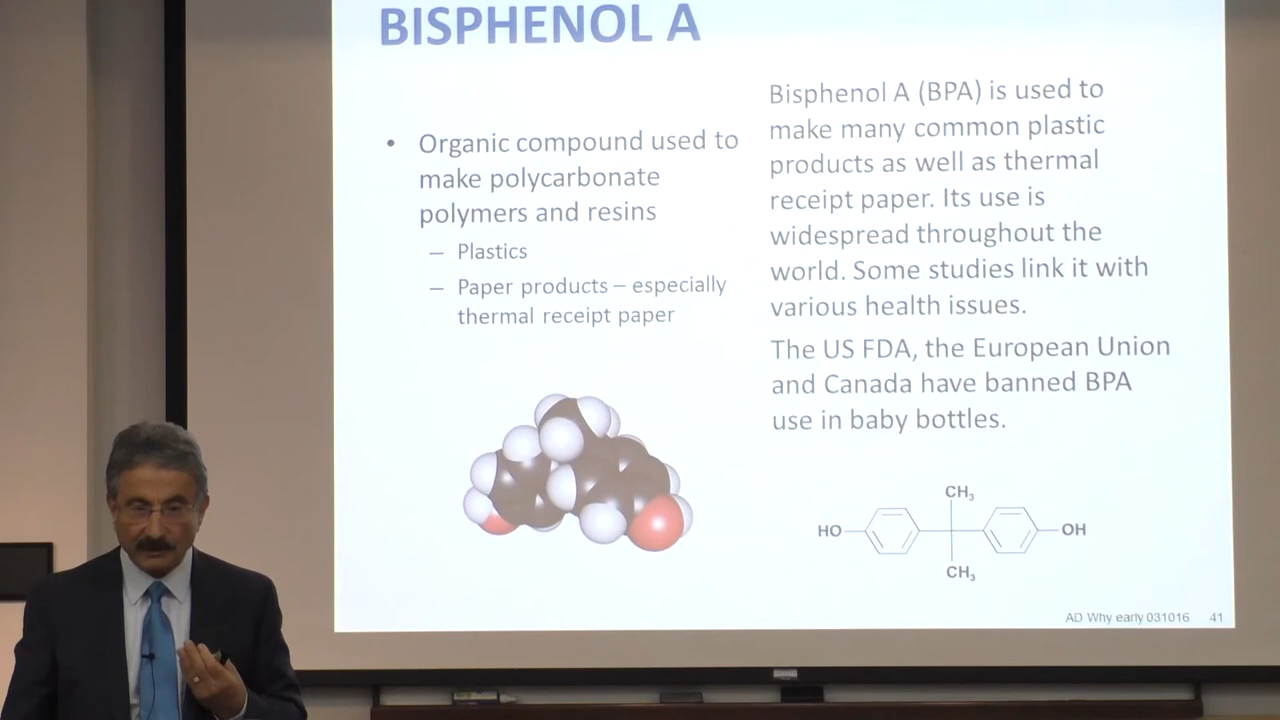 BISPHENOL A
• Organic compound used to
make polycarbonate
polymers and resins
– Plastics
– Paper products – especially
thermal receipt paper
Bisphenol A (BPA) is used to
make many common plastic
products as well as thermal
receipt paper. Its use is
widespread throughout the
world. Some studies link it with
various health issues.
The US FDA, the European Union
and Canada have banned BPA
use in baby bottles.
CH₃
HO
OH
CH₃
AD Why early 031016 41